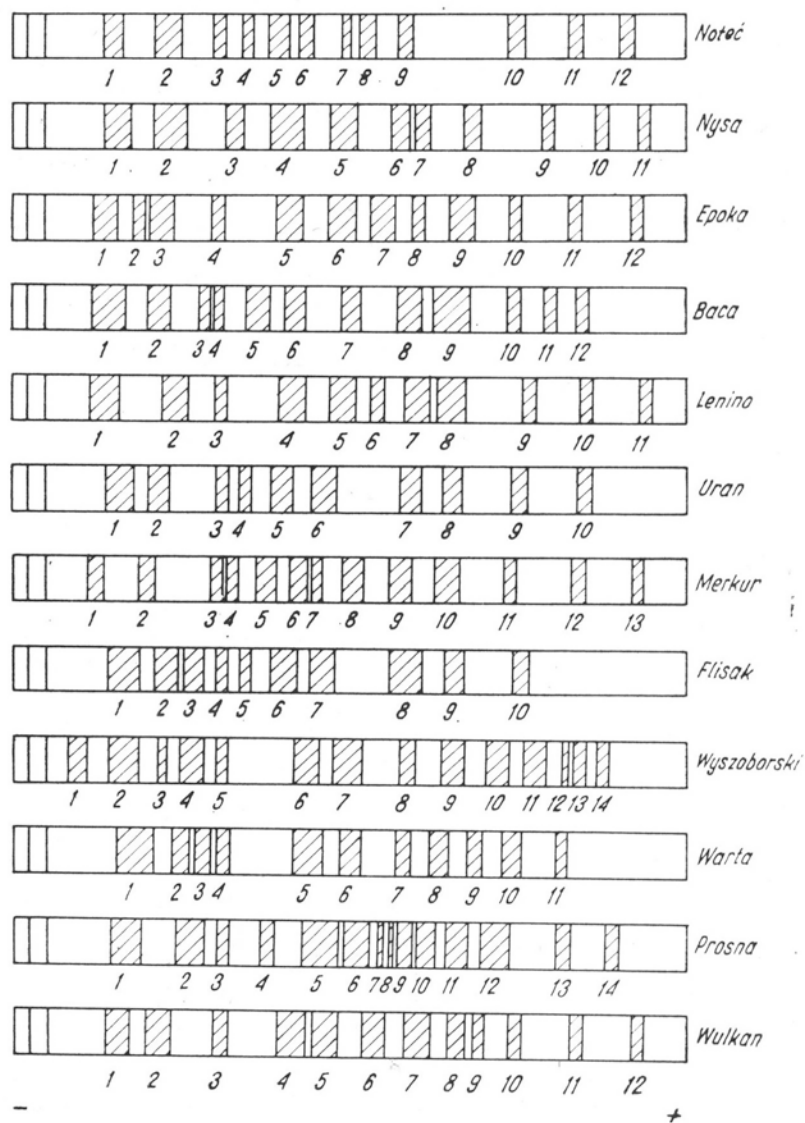 Noteć
1 2 3 4 5 6 7 8 9 10 11 12
Nysa
1 2 3 4 5 6 7 8 9 10 11
Epoka
1 2 3 4 5 6 7 8 9 10 11 12
Baca
1 2 3 4 5 6 7 8 9 10 11 12
Lenino
1 2 3 4 5 6 7 8 9 10 11
Uran
1 2 3 4 5 6 7 8 9 10
Merkur
1 2 3 4 5 6 7 8 9 10 11 12 13
Flisak
1 2 3 4 5 6 7 8 9 10
Wyszoborski
1 2 3 4 5 6 7 8 9 10 11 12 13 14
Warta
1 2 3 4 5 6 7 8 9 10 11
Prosna
1 2 3 4 5 6 7 8 9 10 11 12 13 14
Wulkan
1 2 3 4 5 6 7 8 9 10 11 12
- +